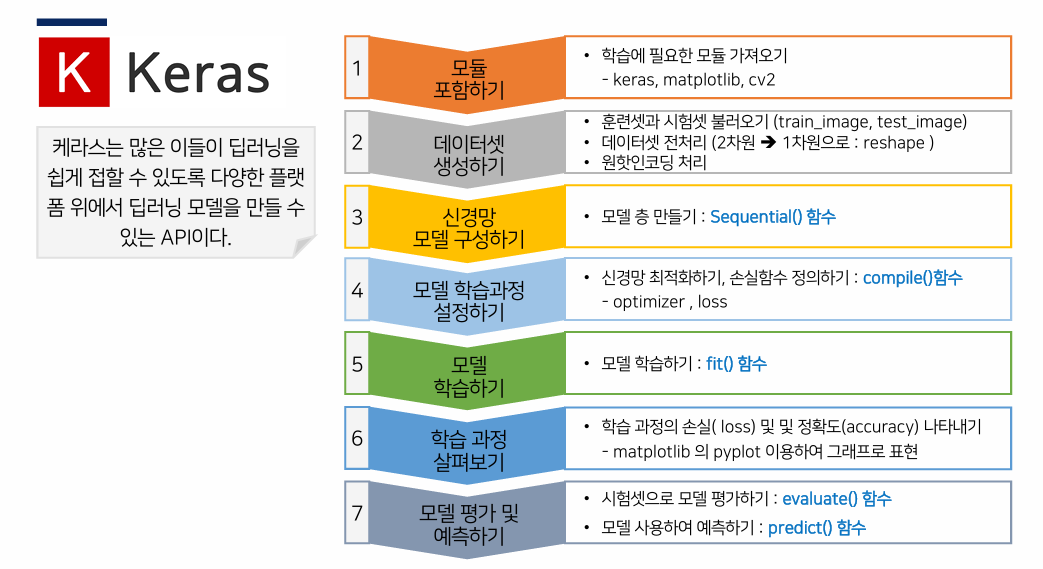 K Keras
케라스는 많은 이들이 딥러닝을
쉽게 접할 수 있도록 다양한 플랫
폼 위에서 딥러닝 모델을 만들 수
있는 API이다.
1
모듈
포함하기
• 학습에 필요한 모듈 가져오기
- keras, matplotlib, cv2
2
데이터셋
생성하기
• 훈련셋과 시험셋 불러오기 (train_image, test_image)
• 데이터셋 전처리 (2차원 ➔ 1차원으로 : reshape )
• 원핫인코딩 처리
3
신경망
모델 구성하기
• 모델 층 만들기 : Sequential() 함수
4
모델 학습과정
설정하기
• 신경망 최적화하기, 손실함수 정의하기 : compile()함수
- optimizer , loss
5
모델
학습하기
• 모델 학습하기 : fit() 함수
6
학습 과정
살펴보기
• 학습 과정의 손실( loss) 및 및 정확도(accuracy) 나타내기
- matplotlib 의 pyplot 이용하여 그래프로 표현
7
모델 평가 및
예측하기
• 시험셋으로 모델 평가하기 : evaluate() 함수
• 모델 사용하여 예측하기 : predict() 함수